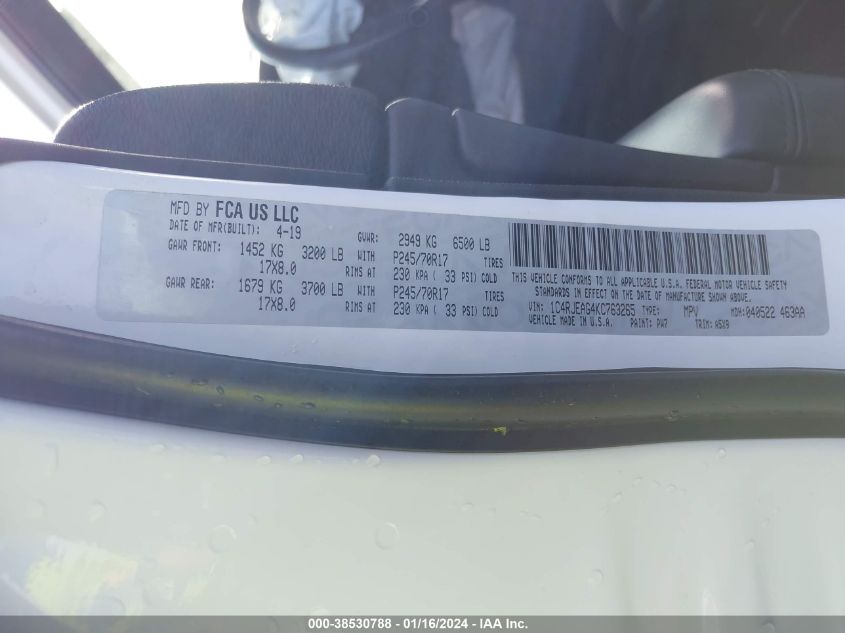 MFD BY FCA US LLC
DATE OF MFR(BUILT): 4-19 GVWR: 2949 KG 6500 LB
GAWR FRONT: 1452 KG 3200 LB WITH P245/70R17 TIRES
17X8.0 RIMS AT 230 KPA ( 33 PSI) COLD
GAWR REAR: 1679 KG 3700 LB WITH P245/70R17 TIRES
17X8.0 RIMS AT 230 KPA ( 33 PSI) COLD
THIS VEHICLE CONFORMS TO ALL APPLICABLE U.S.A. FEDERAL MOTOR VEHICLE SAFETY
STANDARDS IN EFFECT ON THE DATE OF MANUFACTURE SHOWN ABOVE.
VIN: 1C4RJEAG4KC763265 TYPE: MPV MDH: 040522 463AA
VEHICLE MADE IN U.S.A. PAINT: PW7 TRIM: A5X9
000-38530788 - 01/16/2024 - IAA Inc.